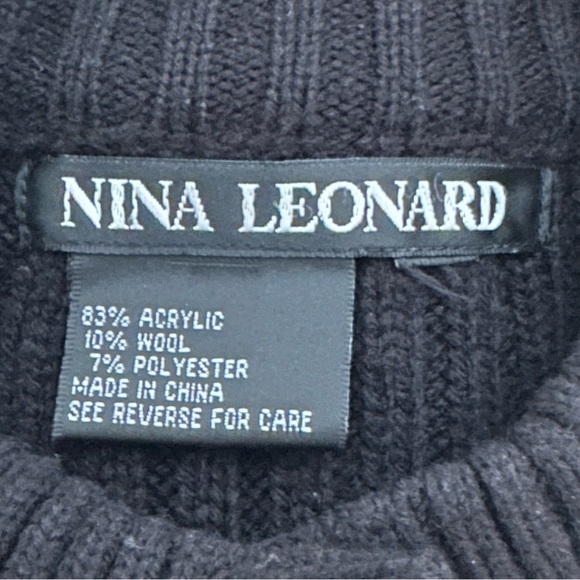 NINA LEONARD
83% ACRYLIC
10% WOOL
7% POLYESTER
MADE IN CHINA
SEE REVERSE FOR CARE